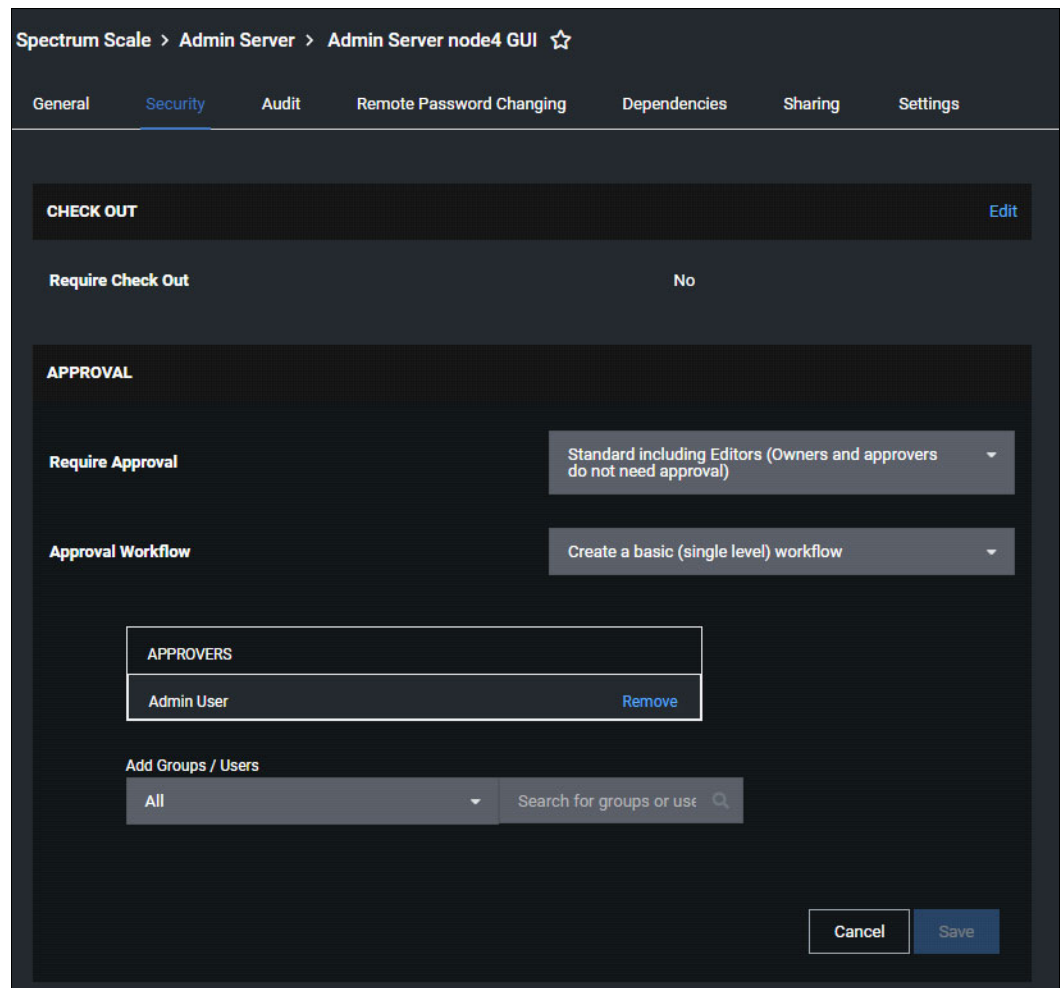 Spectrum Scale > Admin Server > Admin Server node4 GUI
General Security Audit Remote Password Changing Dependencies Sharing Settings
CHECK OUT Edit
Require Check Out No
APPROVAL
Require Approval Standard including Editors (Owners and approvers
do not need approval)
Approval Workflow Create a basic (single level) workflow
APPROVERS
Admin User Remove
Add Groups / Users
All Search for groups or use
Cancel Save